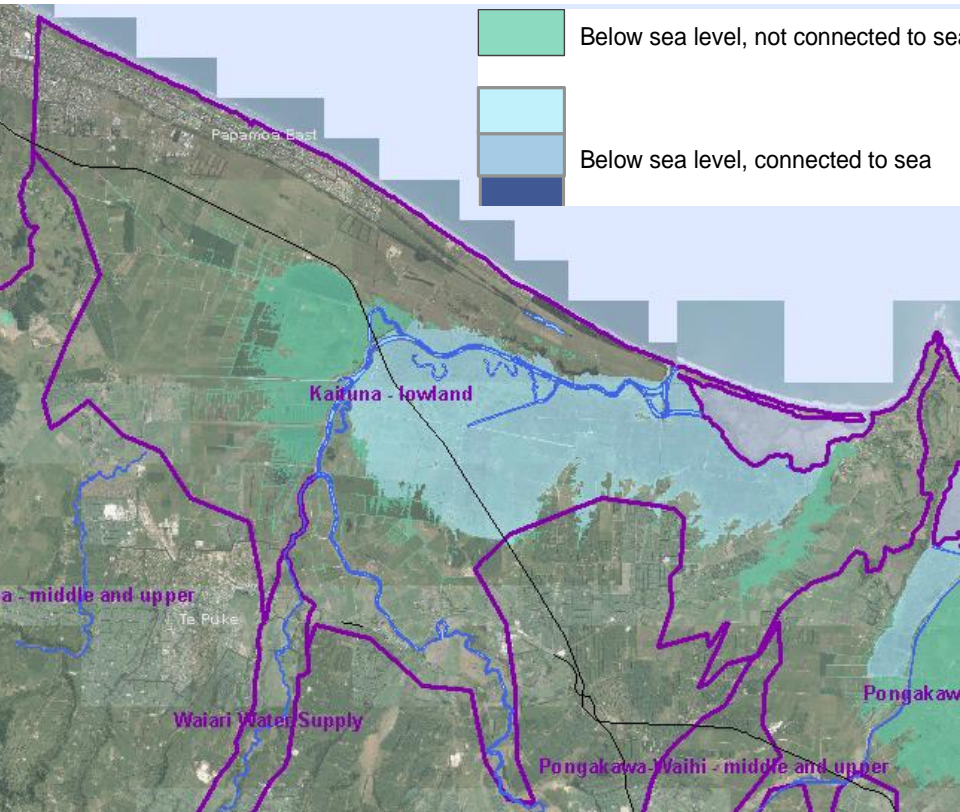 Below sea level, not connected to sea
Papamoa East
Below sea level, connected to sea
Kaituna - lowland
a - middle and upper
Te Puke
Pongakaw
Waiari Water Supply
Pongakawa-Waihi - middle and upper